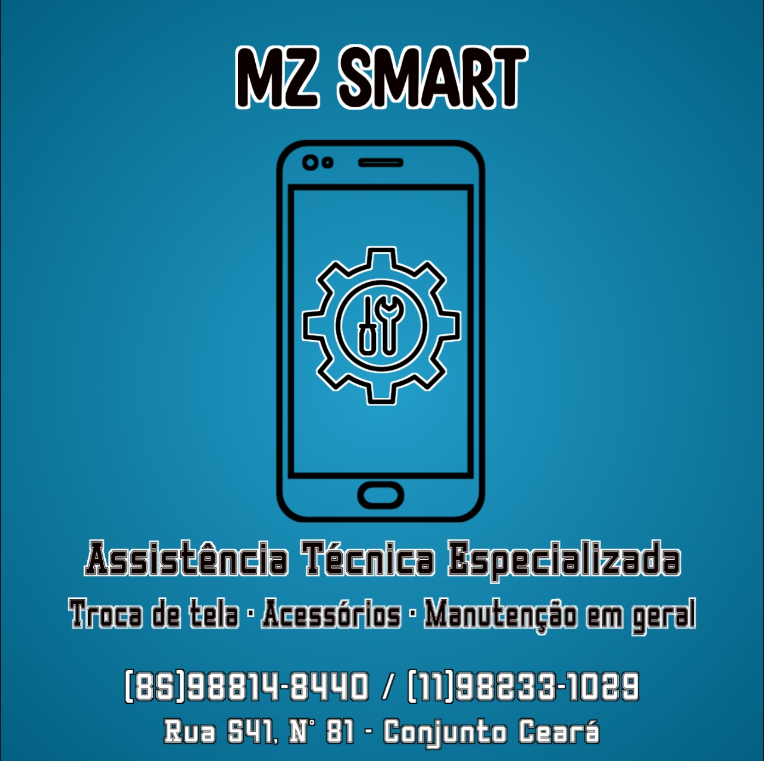 MZ SMART
Assistência Técnica Especializada
Troca de tela · Acessórios · Manutenção em geral
(85)98814-8440 / (11)98233-1029
Rua 541, N° 81 - Conjunto Ceará